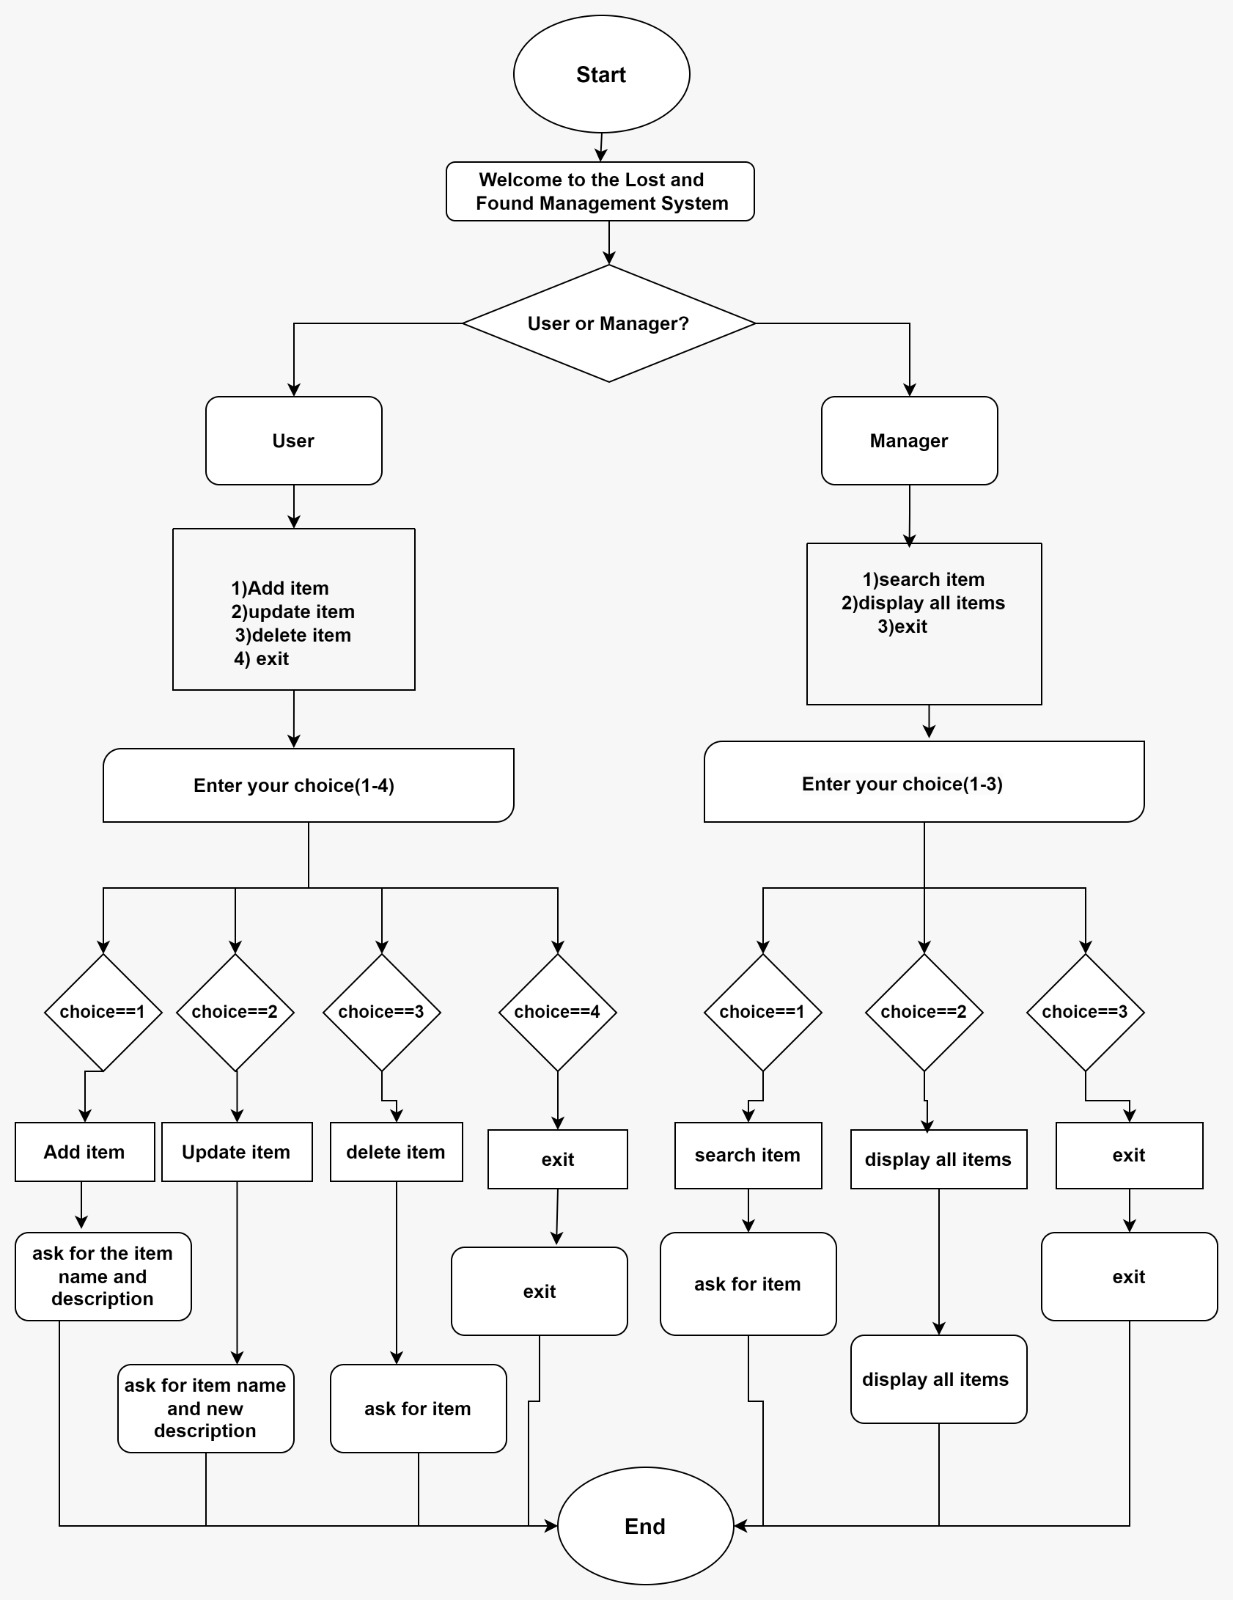 Start
Welcome to the Lost and
Found Management System
User or Manager?
User
Manager
1)Add item
2)update item
3)delete item
4) exit
1)search item
2)display all items
3)exit
Enter your choice(1-4)
Enter your choice(1-3)
choice==1
choice==2
choice==3
choice==4
choice==1
choice==2
choice==3
Add item
Update item
delete item
exit
search item
display all items
exit
ask for the item
name and
description
exit
ask for item
exit
ask for item name
and new
description
ask for item
display all items
End